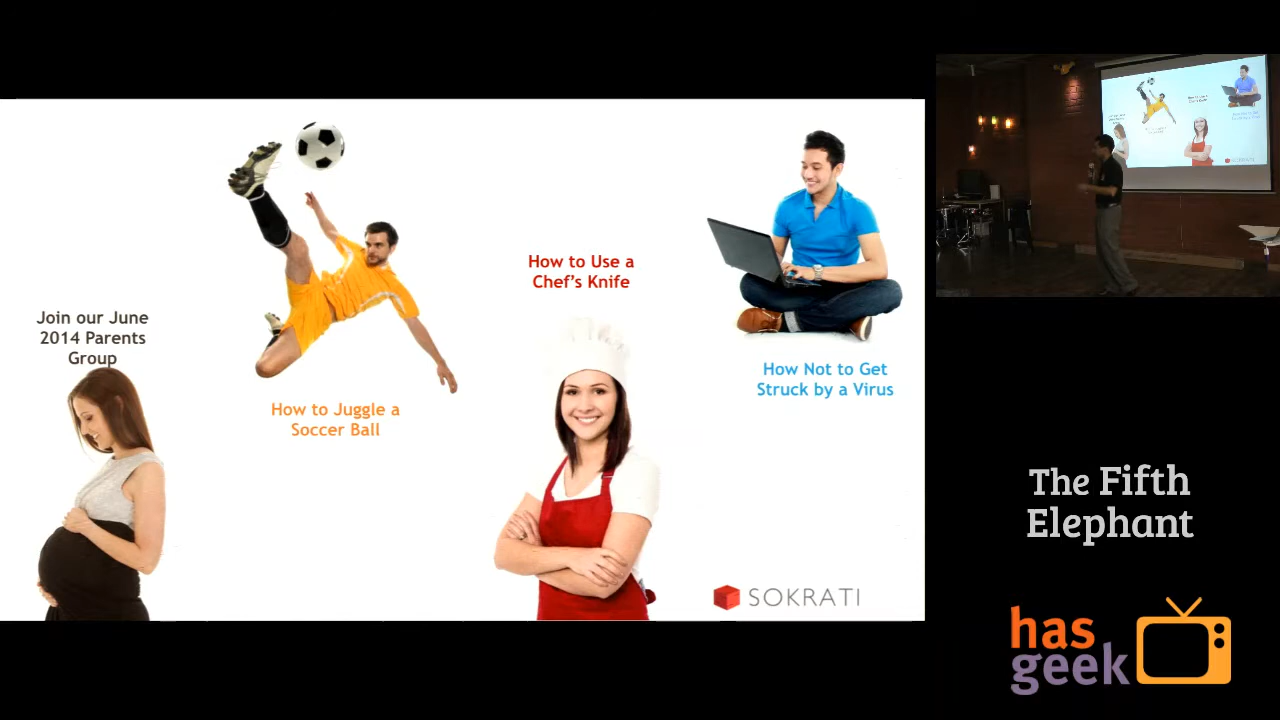 Join our June
2014 Parents
Group
How to Juggle a
Soccer Ball
How to Use a
Chef's Knife
How Not to Get
Struck by a Virus
SOKRATI
The Fifth
Elephant
has
geek